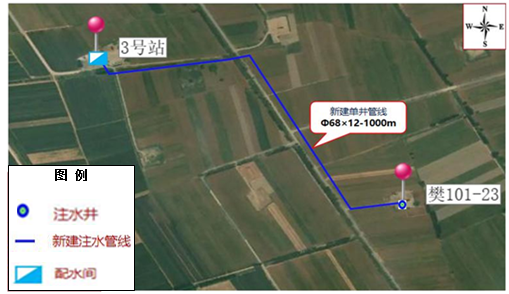 N
W E
S
3号站
新建单井管线
Φ68×12-1000m
樊101-23
图 例
注水井
新建注水管线
配水间